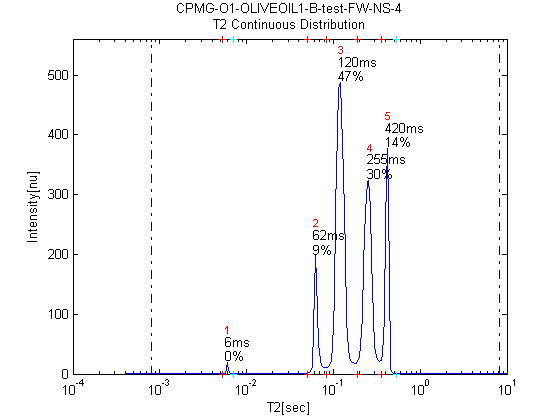 CPMG-O1-OLIVEOIL1-B-test-FW-NS-4
T2 Continuous Distribution
Intensity[nu]
500
400
300
200
100
0
1
6ms
0%
2
62ms
9%
3
120ms
47%
4
255ms
30%
5
420ms
14%
10^-4
10^-3
10^-2
10^-1
10^0
10^1
T2[sec]